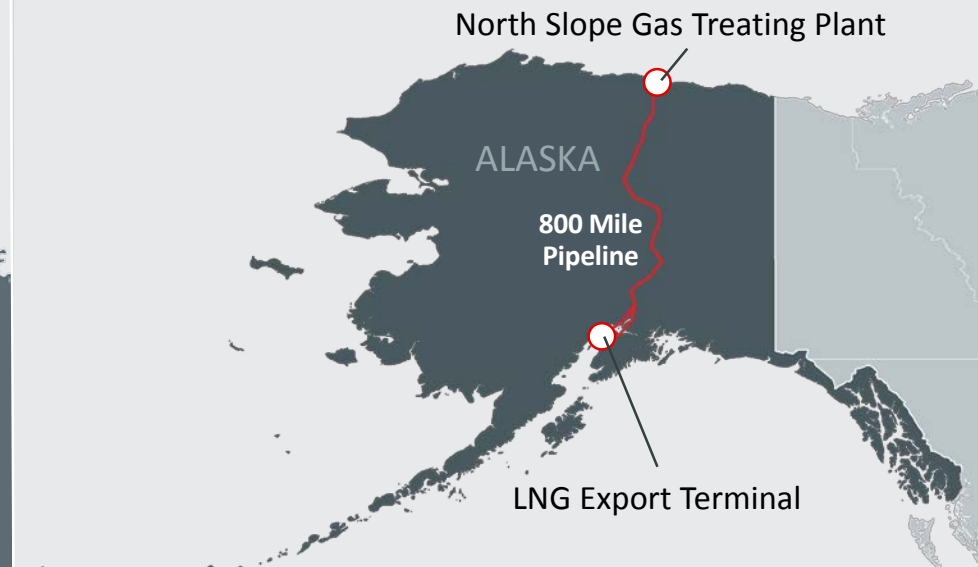 North Slope Gas Treating Plant
ALASKA
800 Mile
Pipeline
LNG Export Terminal